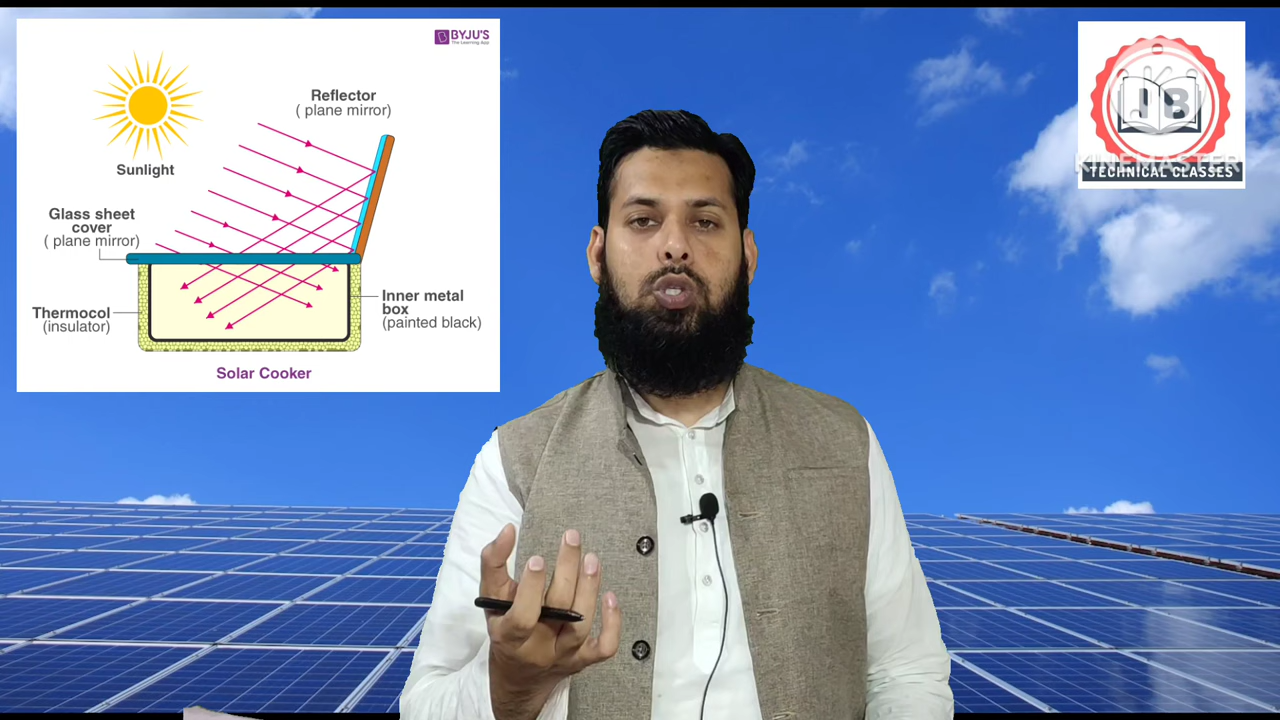 BYJU'S
The Learning App
Reflector
( plane mirror)
Sunlight
Glass sheet
cover
( plane mirror)
Thermocol
(insulator)
Inner metal
box
(painted black)
Solar Cooker
KINEMASTER
TECHNICAL CLASSES